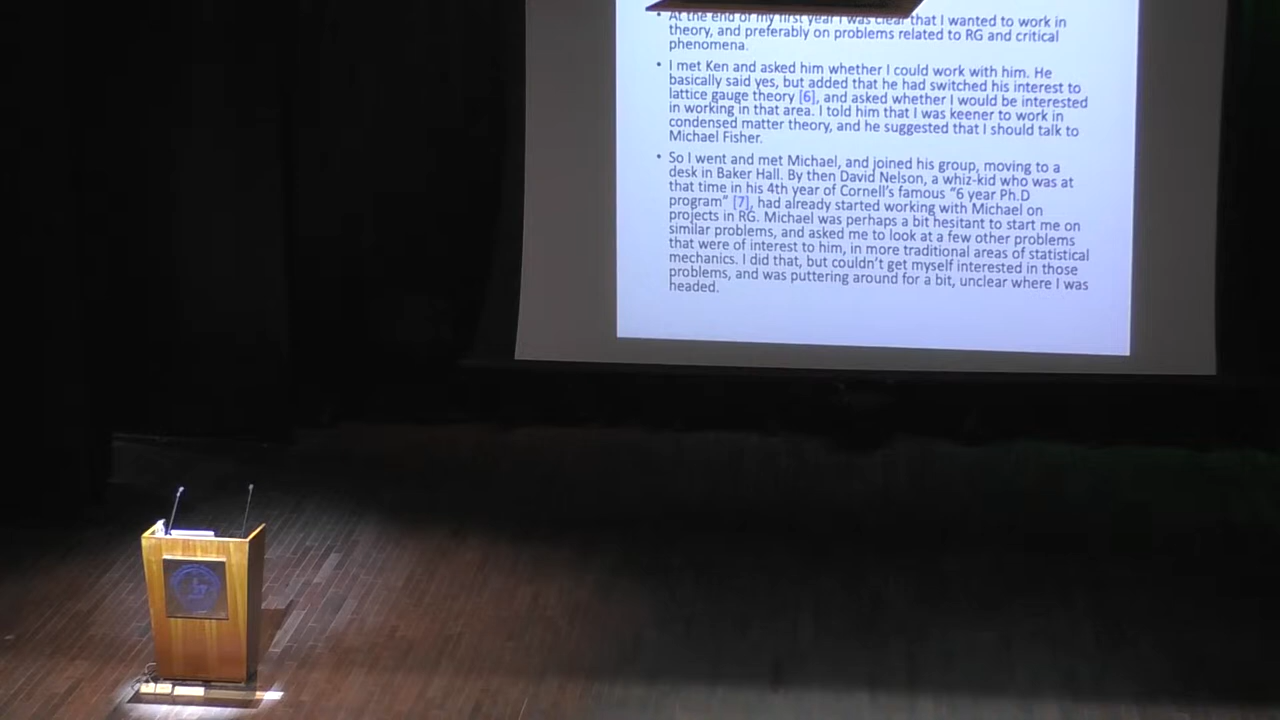 • At the end of my first year I was clear that I wanted to work in
theory, and preferably on problems related to RG and critical
phenomena.
• I met Ken and asked him whether I could work with him. He
basically said yes, but added that he had switched his interest to
lattice gauge theory [6], and asked whether I would be interested
in working in that area. I told him that I was keener to work in
condensed matter theory, and he suggested that I should talk to
Michael Fisher.
• So I went and met Michael, and joined his group, moving to a
desk in Baker Hall. By then David Nelson, a whiz-kid who was at
that time in his 4th year of Cornell’s famous “6 year Ph.D
program” [7], had already started working with Michael on
projects in RG. Michael was perhaps a bit hesitant to start me on
similar problems, and asked me to look at a few other problems
that were of interest to him, in more traditional areas of statistical
mechanics. I did that, but couldn’t get myself interested in those
problems, and was puttering around for a bit, unclear where I was
headed.